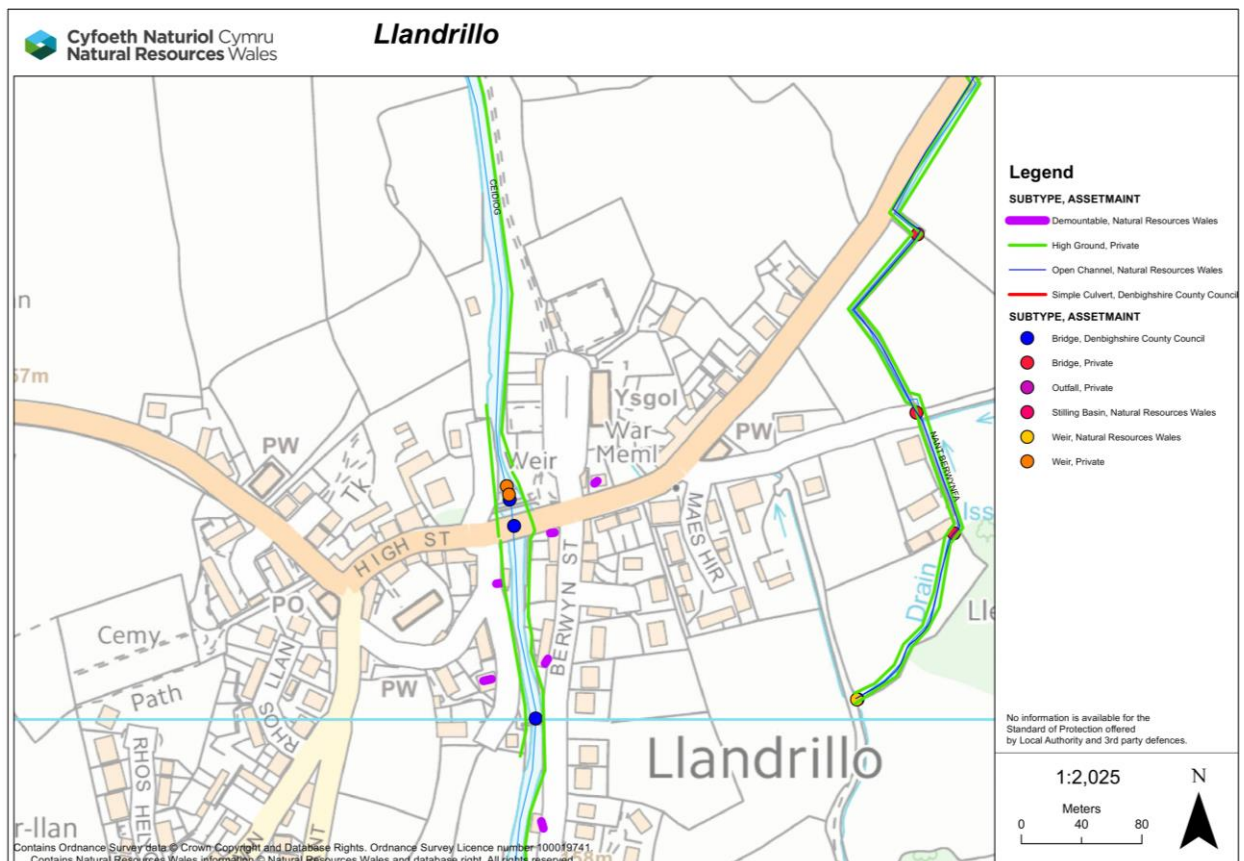 Cyfoeth Naturiol Cymru
Natural Resources Wales
Llandrillo
CEIDIOG
57m
Ysgol
War
Meml
PW
PW
Weir
TK
HIGH ST
MAES HIR
NANT BERWYNFA
Iss
Drain
Lle
PO
Cemy
Path
RHOS LLAN
PW
BERWYN ST
RHOS HEL
Llandrillo
r-llan
158m
Contains Ordnance Survey data © Crown Copyright and Database Rights. Ordnance Survey Licence number 100019741.
Contains Natural Resources Wales information © Natural Resources Wales and database right. All rights reserved
Legend
SUBTYPE, ASSETMAINT
Demountable, Natural Resources Wales
High Ground, Private
Open Channel, Natural Resources Wales
Simple Culvert, Denbighshire County Council
SUBTYPE, ASSETMAINT
Bridge, Denbighshire County Council
Bridge, Private
Outfall, Private
Stilling Basin, Natural Resources Wales
Weir, Natural Resources Wales
Weir, Private
No information is available for the
Standard of Protection offered
by Local Authority and 3rd party defences.
1:2,025
Meters
0 40 80
N